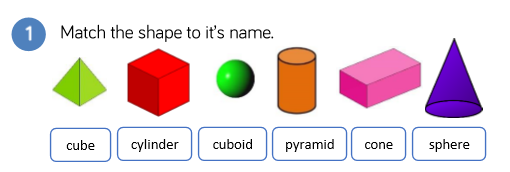 1 Match the shape to it's name.
cube cylinder cuboid pyramid cone sphere